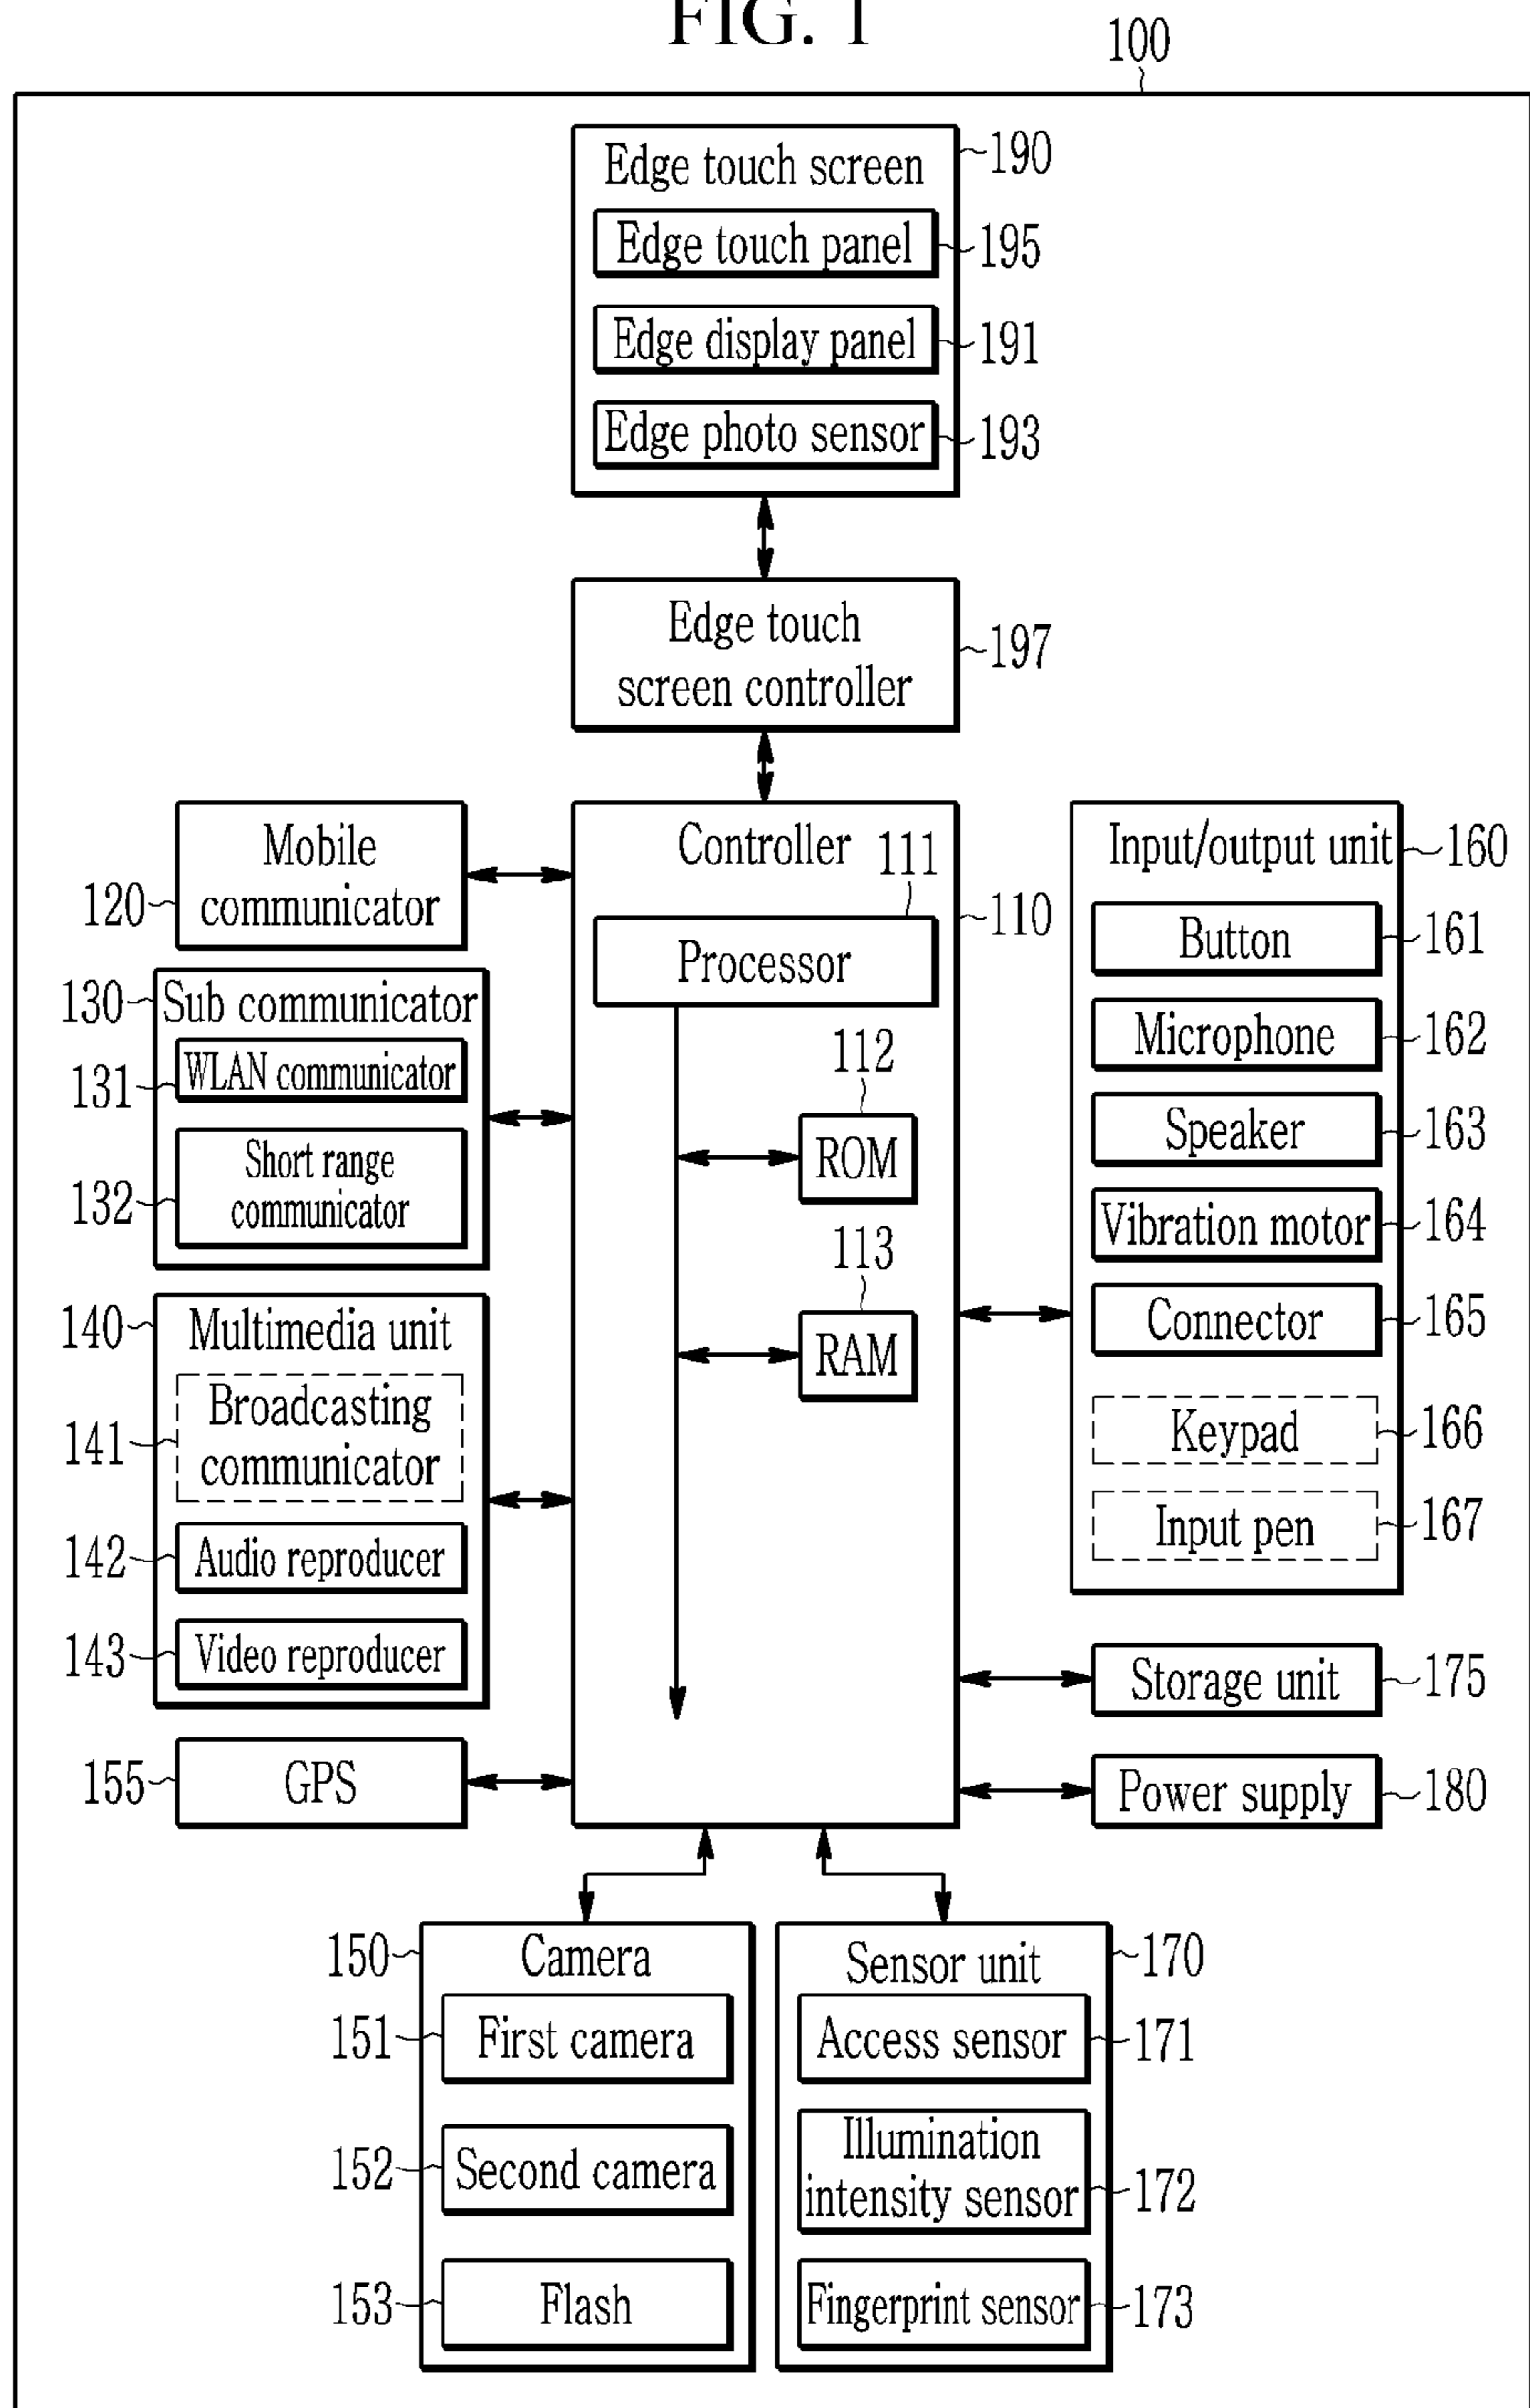 FIG. 1
100
Edge touch screen
190
Edge touch panel
195
Edge display panel
191
Edge photo sensor
193
Edge touch
screen controller
197
Mobile
communicator
120
130
Sub communicator
WLAN communicator
131
Short range
communicator
132
140
Multimedia unit
Broadcasting
communicator
141
142
Audio reproducer
143
Video reproducer
155
GPS
Controller
111
110
Processor
112
ROM
113
RAM
Input/output unit
160
Button
161
Microphone
162
Speaker
163
Vibration motor
164
Connector
165
Keypad
166
Input pen
167
Storage unit
175
Power supply
180
150
Camera
151
First camera
152
Second camera
153
Flash
Sensor unit
170
Access sensor
171
Illumination
intensity sensor
172
Fingerprint sensor
173